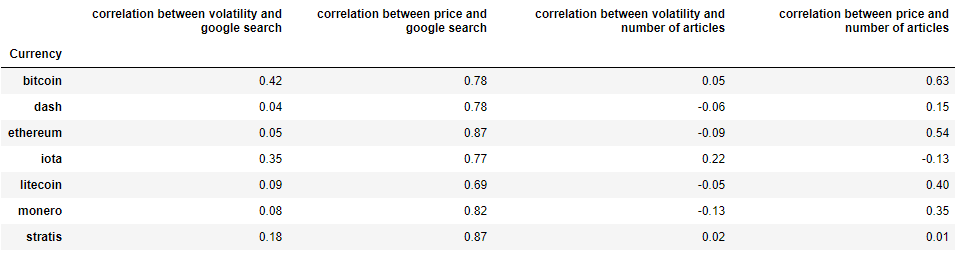 correlation between volatility and correlation between price and correlation between volatility and correlation between price and
google search google search number of articles number of articles
Currency
bitcoin 0.42 0.78 0.05 0.63
dash 0.04 0.78 -0.06 0.15
ethereum 0.05 0.87 -0.09 0.54
iota 0.35 0.77 0.22 -0.13
litecoin 0.09 0.69 -0.05 0.40
monero 0.08 0.82 -0.13 0.35
stratis 0.18 0.87 0.02 0.01